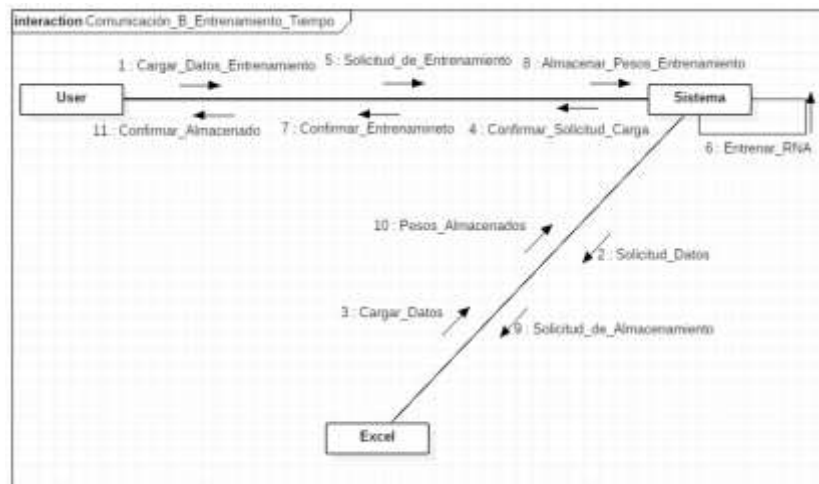 interaction Comunicación_B_Entrenamiento_Tiempo
1 : Cargar_Datos_Entrenamiento
5 : Solicitud_de_Entrenamiento
8 : Almacenar_Pesos_Entrenamiento
User
Sistema
11 : Confirmar_Almacenado
7 : Confirmar_Entrenamineto
4 : Confirmar_Solicitud_Carga
6 : Entrenar_RNA
10 : Pesos_Almacenados
2 : Solicitud_Datos
3 : Cargar_Datos
9 : Solicitud_de_Almacenamiento
Excel